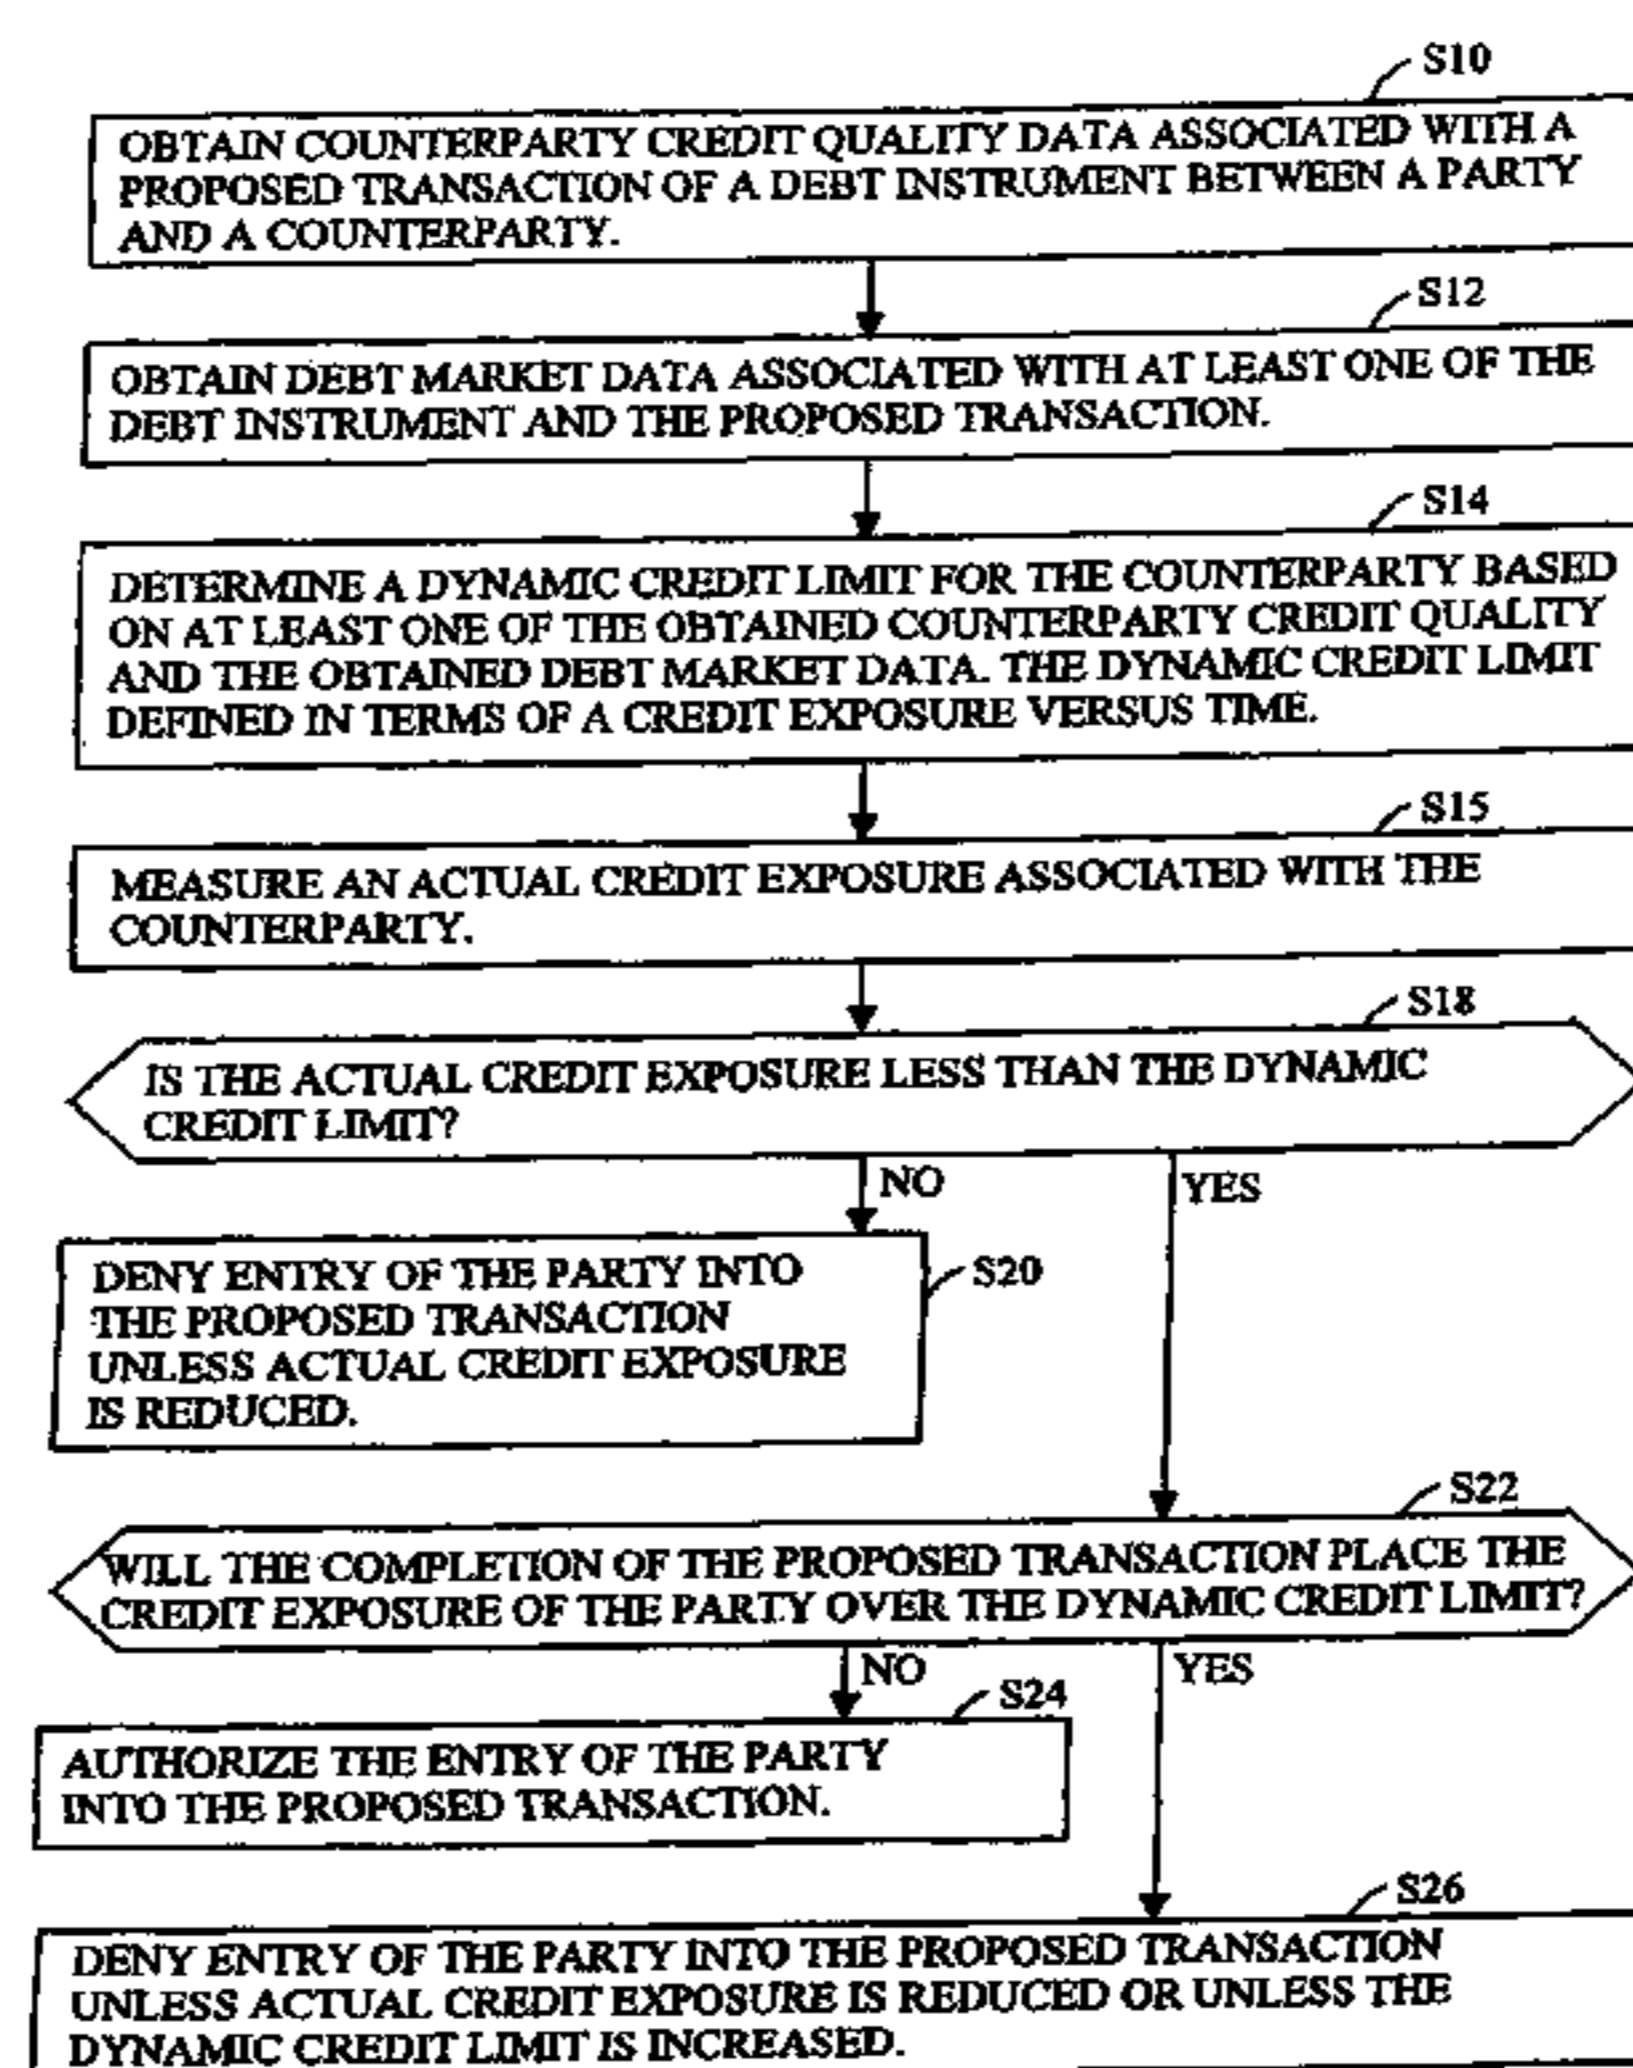 S10
OBTAIN COUNTERPARTY CREDIT QUALITY DATA ASSOCIATED WITH A
PROPOSED TRANSACTION OF A DEBT INSTRUMENT BETWEEN A PARTY
AND A COUNTERPARTY.
S12
OBTAIN DEBT MARKET DATA ASSOCIATED WITH AT LEAST ONE OF THE
DEBT INSTRUMENT AND THE PROPOSED TRANSACTION.
S14
DETERMINE A DYNAMIC CREDIT LIMIT FOR THE COUNTERPARTY BASED
ON AT LEAST ONE OF THE OBTAINED COUNTERPARTY CREDIT QUALITY
AND THE OBTAINED DEBT MARKET DATA. THE DYNAMIC CREDIT LIMIT
DEFINED IN TERMS OF A CREDIT EXPOSURE VERSUS TIME.
S15
MEASURE AN ACTUAL CREDIT EXPOSURE ASSOCIATED WITH THE
COUNTERPARTY.
S18
IS THE ACTUAL CREDIT EXPOSURE LESS THAN THE DYNAMIC
CREDIT LIMIT?
NO
YES
DENY ENTRY OF THE PARTY INTO
THE PROPOSED TRANSACTION
UNLESS ACTUAL CREDIT EXPOSURE
IS REDUCED.
S20
S22
WILL THE COMPLETION OF THE PROPOSED TRANSACTION PLACE THE
CREDIT EXPOSURE OF THE PARTY OVER THE DYNAMIC CREDIT LIMIT?
NO
YES
S24
AUTHORIZE THE ENTRY OF THE PARTY
INTO THE PROPOSED TRANSACTION.
S26
DENY ENTRY OF THE PARTY INTO THE PROPOSED TRANSACTION
UNLESS ACTUAL CREDIT EXPOSURE IS REDUCED OR UNLESS THE
DYNAMIC CREDIT LIMIT IS INCREASED.